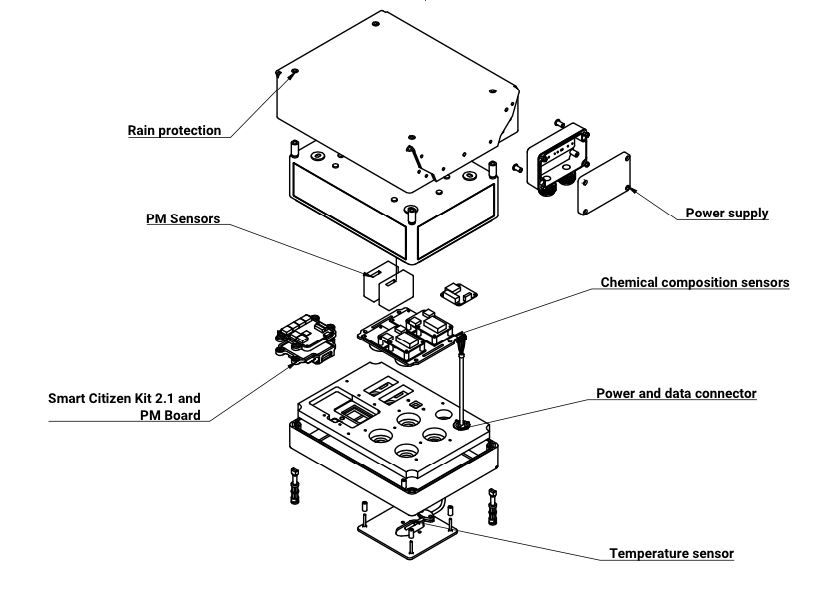 Rain protection
Power supply
PM Sensors
Chemical composition sensors
Smart Citizen Kit 2.1 and
PM Board
Power and data connector
Temperature sensor